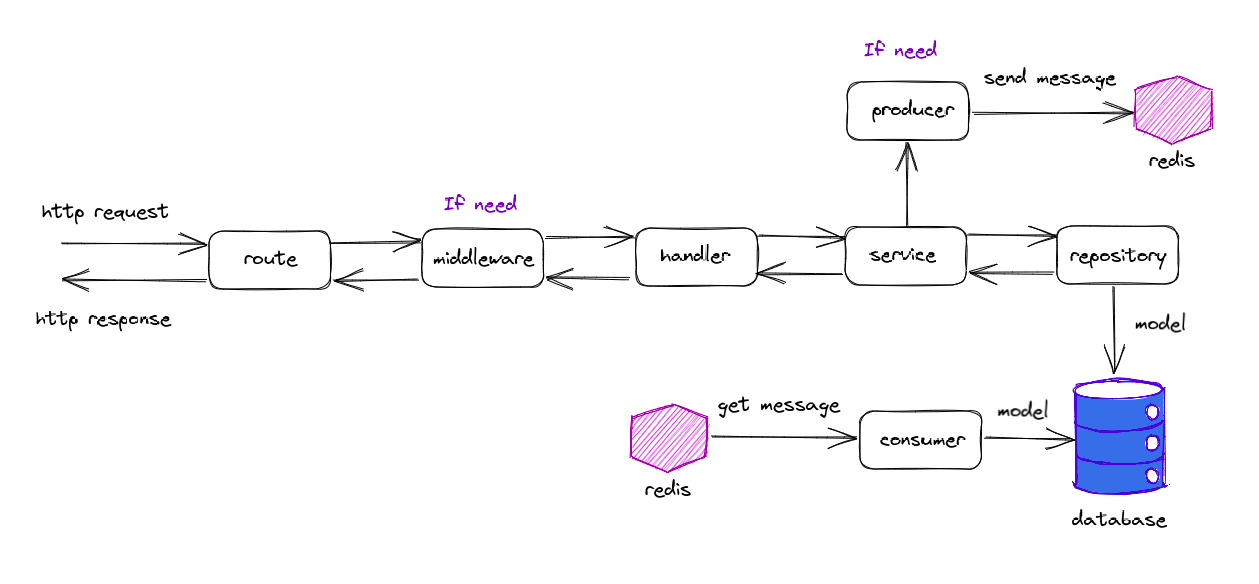 If need
send message
producer
redis
If need
http request
route
middleware
handler
service
repository
http response
model
get message
model
consumer
redis
database